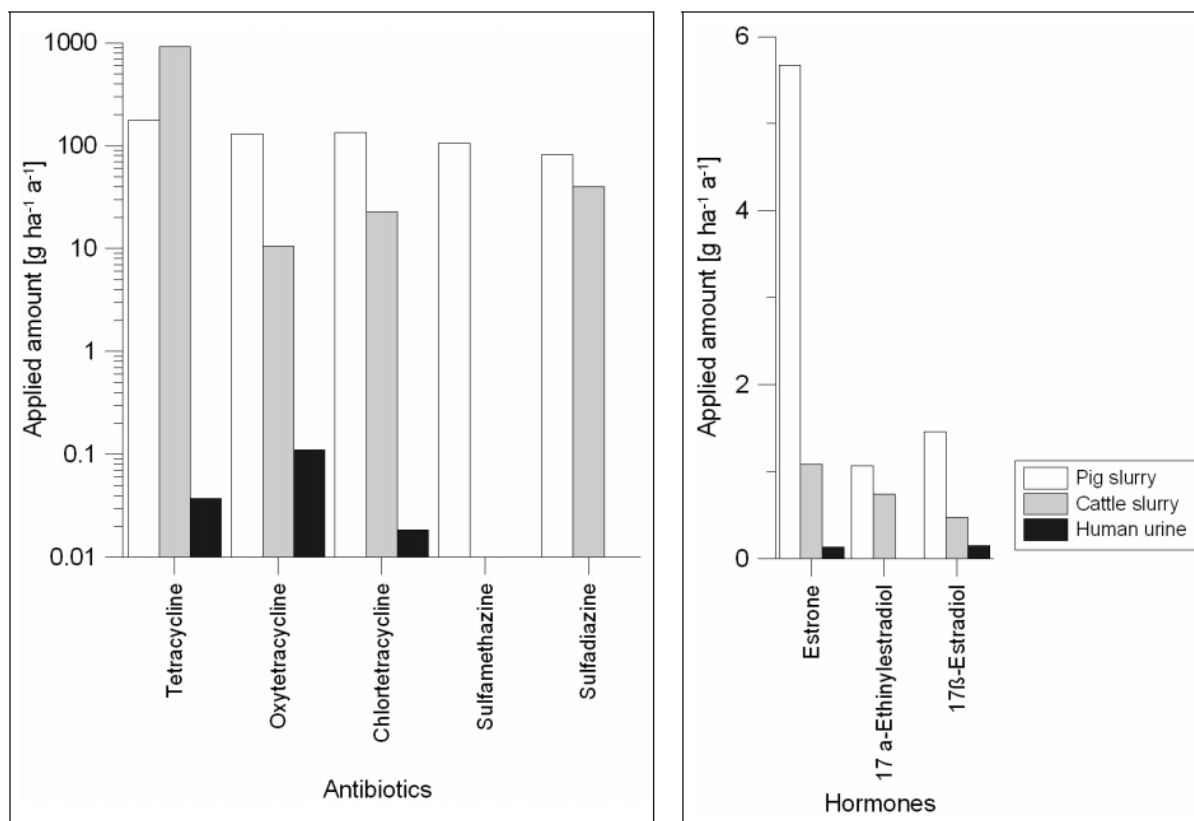 Applied amount [g ha⁻¹ a⁻¹]
1000
100
10
1
0.1
0.01
Tetracycline
Oxytetracycline
Chlortetracycline
Sulfamethazine
Sulfadiazine
Antibiotics
Applied amount [g ha⁻¹ a⁻¹]
6
4
2
0
Estrone
17 a-Ethinylestradiol
17ß-Estradiol
Hormones
Pig slurry
Cattle slurry
Human urine